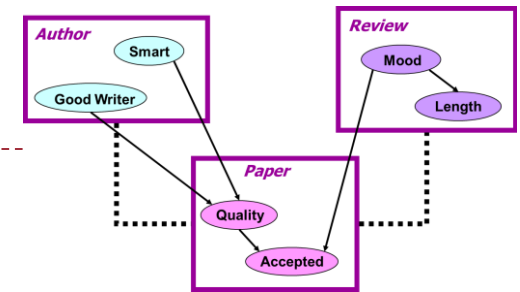 Author
Smart
Good Writer
Review
Mood
Length
Paper
Quality
Accepted